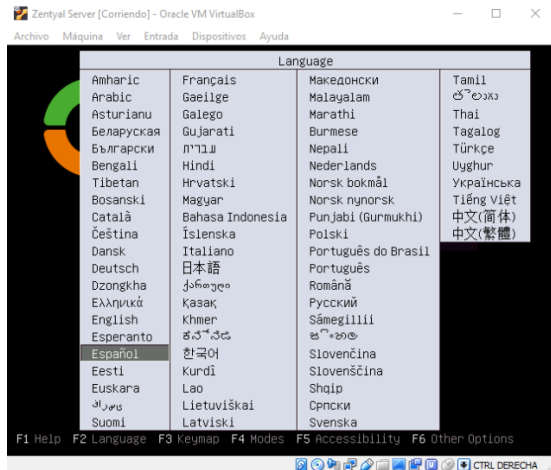 Zentyal Server [Corriendo] - Oracle VM VirtualBox
Archivo Máquina Ver Entrada Dispositivos Ayuda
Language
Amharic
Arabic
Asturianu
Беларуская
Български
Bengali
Tibetan
Bosanski
Català
Čeština
Dansk
Deutsch
Dzongkha
Ελληνικά
English
Esperanto
Español
Eesti
Euskara
فارسی
Suomi
Français
Gaeilge
Galego
Gujarati
עברית
Hindi
Hrvatski
Magyar
Bahasa Indonesia
Íslenska
Italiano
日本語
ქართული
Қазақ
Khmer
ಕನ್ನಡ
한국어
Kurdî
Lao
Lietuviškai
Latviski
Македонски
Malayalam
Marathi
Burmese
Nepali
Nederlands
Norsk bokmål
Norsk nynorsk
Punjabi (Gurmukhi)
Polski
Português do Brasil
Português
Română
Русский
Sámegillii
සිංහල
Slovenčina
Slovenščina
Shqip
Српски
Svenska
Tamil
తెలుగు
Thai
Tagalog
Türkçe
Uyghur
Українська
Tiếng Việt
中文(简体)
中文(繁體)
F1 Help F2 Language F3 Keymap F4 Modes F5 Accessibility F6 Other Options
CTRL DERECHA